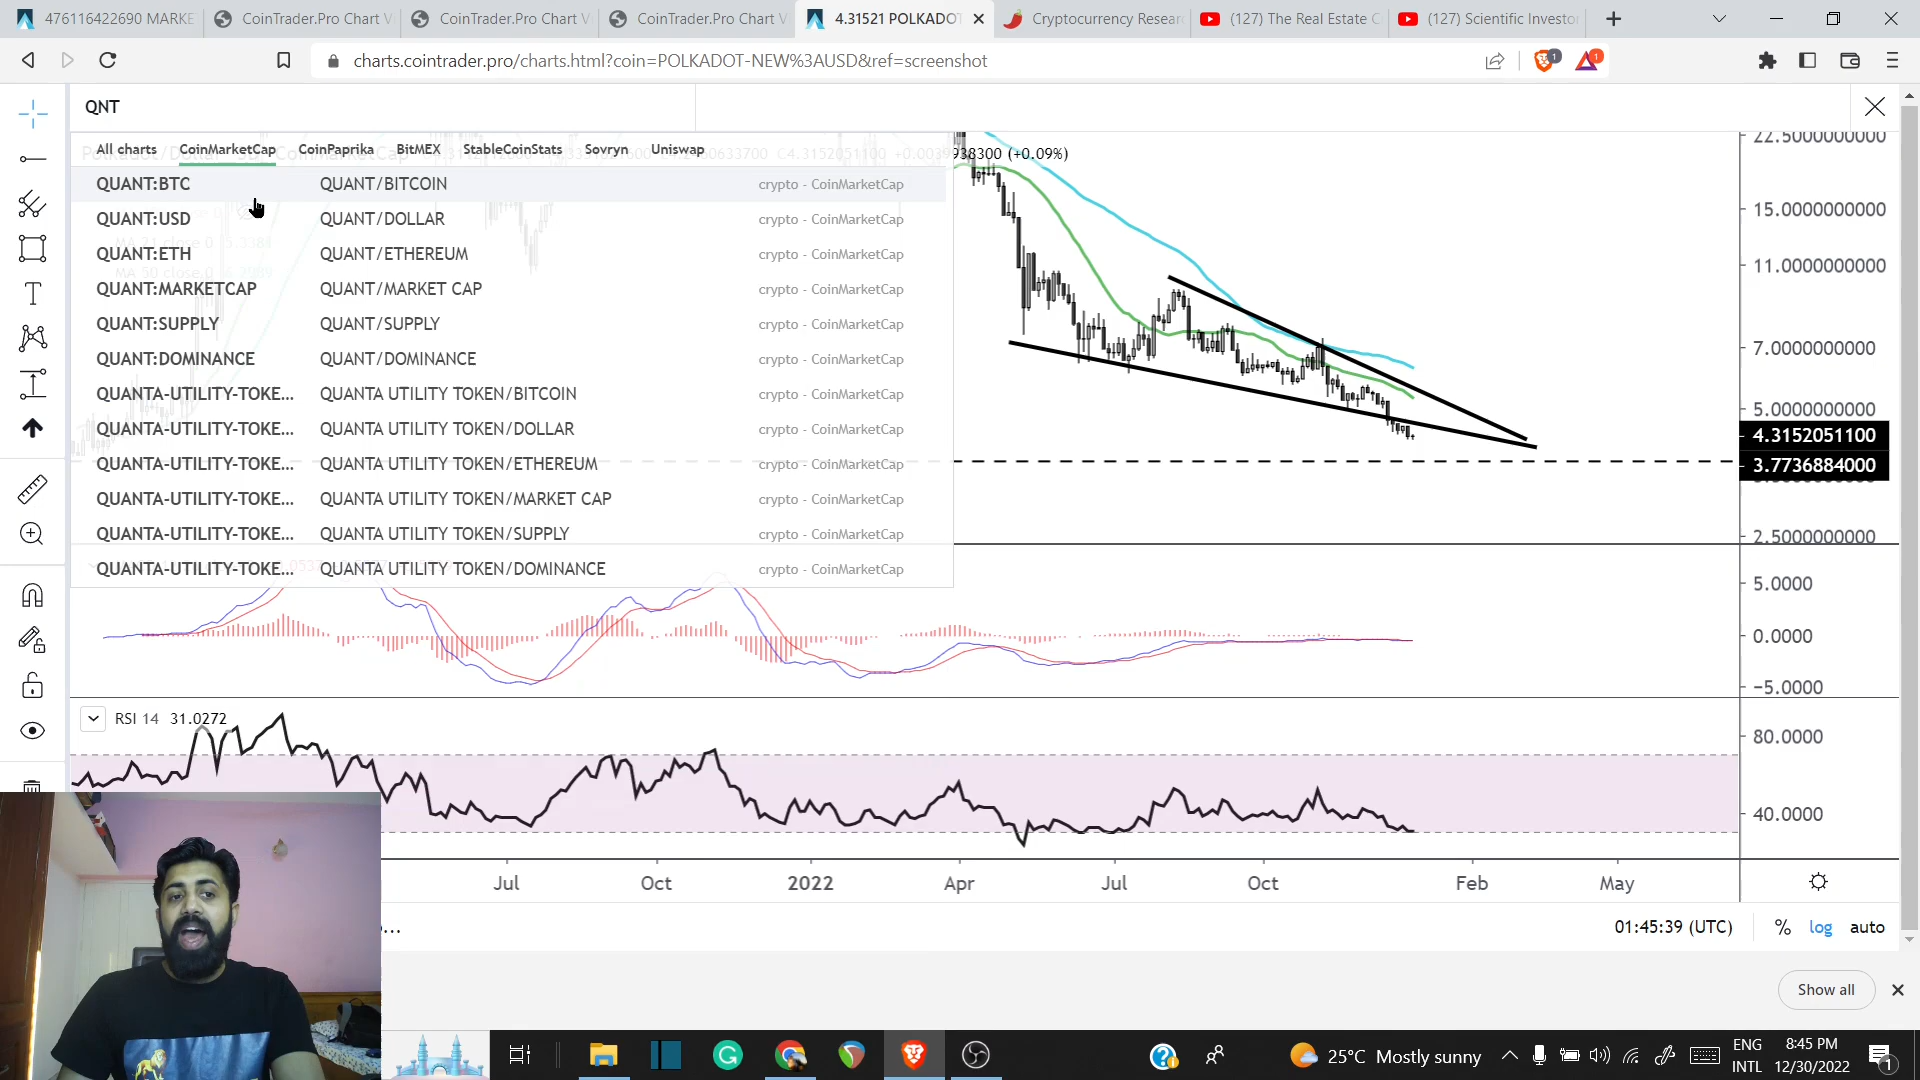 476116422690 MARKE
CoinTrader.Pro Chart V
CoinTrader.Pro Chart V
CoinTrader.Pro Chart V
4.31521 POLKADOT
Cryptocurrency Resear
(127) The Real Estate C
(127) Scientific Investor
charts.cointrader.pro/charts.html?coin=POLKADOT-NEW%3AUSD&ref=screenshot
1
1
QNT
All charts CoinMarketCap CoinPaprika BitMEX StableCoinStats Sovryn Uniswap
938300 (+0.09%)
QUANT:BTC QUANT/BITCOIN crypto - CoinMarketCap
QUANT:USD QUANT/DOLLAR crypto - CoinMarketCap
QUANT:ETH QUANT/ETHEREUM crypto - CoinMarketCap
QUANT:MARKETCAP QUANT/MARKET CAP crypto - CoinMarketCap
QUANT:SUPPLY QUANT/SUPPLY crypto - CoinMarketCap
QUANT:DOMINANCE QUANT/DOMINANCE crypto - CoinMarketCap
QUANTA-UTILITY-TOKE... QUANTA UTILITY TOKEN/BITCOIN crypto - CoinMarketCap
QUANTA-UTILITY-TOKE... QUANTA UTILITY TOKEN/DOLLAR crypto - CoinMarketCap
QUANTA-UTILITY-TOKE... QUANTA UTILITY TOKEN/ETHEREUM crypto - CoinMarketCap
QUANTA-UTILITY-TOKE... QUANTA UTILITY TOKEN/MARKET CAP crypto - CoinMarketCap
QUANTA-UTILITY-TOKE... QUANTA UTILITY TOKEN/SUPPLY crypto - CoinMarketCap
QUANTA-UTILITY-TOKE... QUANTA UTILITY TOKEN/DOMINANCE crypto - CoinMarketCap
22.5000000000
15.0000000000
11.0000000000
7.0000000000
5.0000000000
4.3152051100
3.7736884000
2.5000000000
5.0000
0.0000
−5.0000
RSI 14 31.0272
80.0000
40.0000
Jul Oct 2022 Apr Jul Oct Feb May
01:45:39 (UTC) % log auto
Show all
25°C Mostly sunny
ENG
INTL
8:45 PM
12/30/2022
1